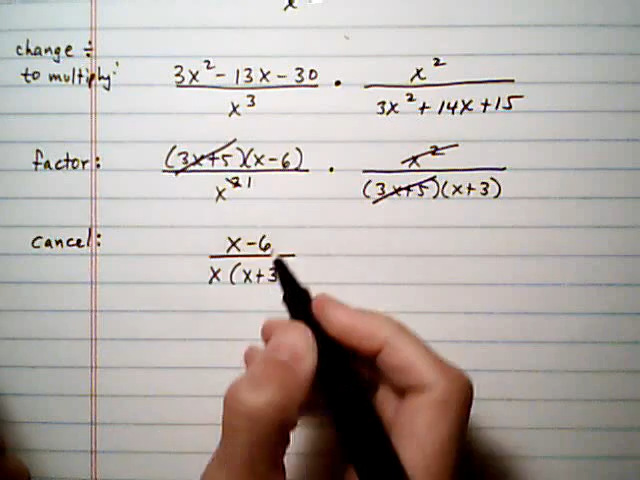 change ÷
to multiply: 3x² - 13x - 30 / x³ · x² / 3x² + 14x + 15
factor: (3x+5)(x-6) / x³ 1 · x² / (3x+5)(x+3)
cancel: x-6 / x(x+3